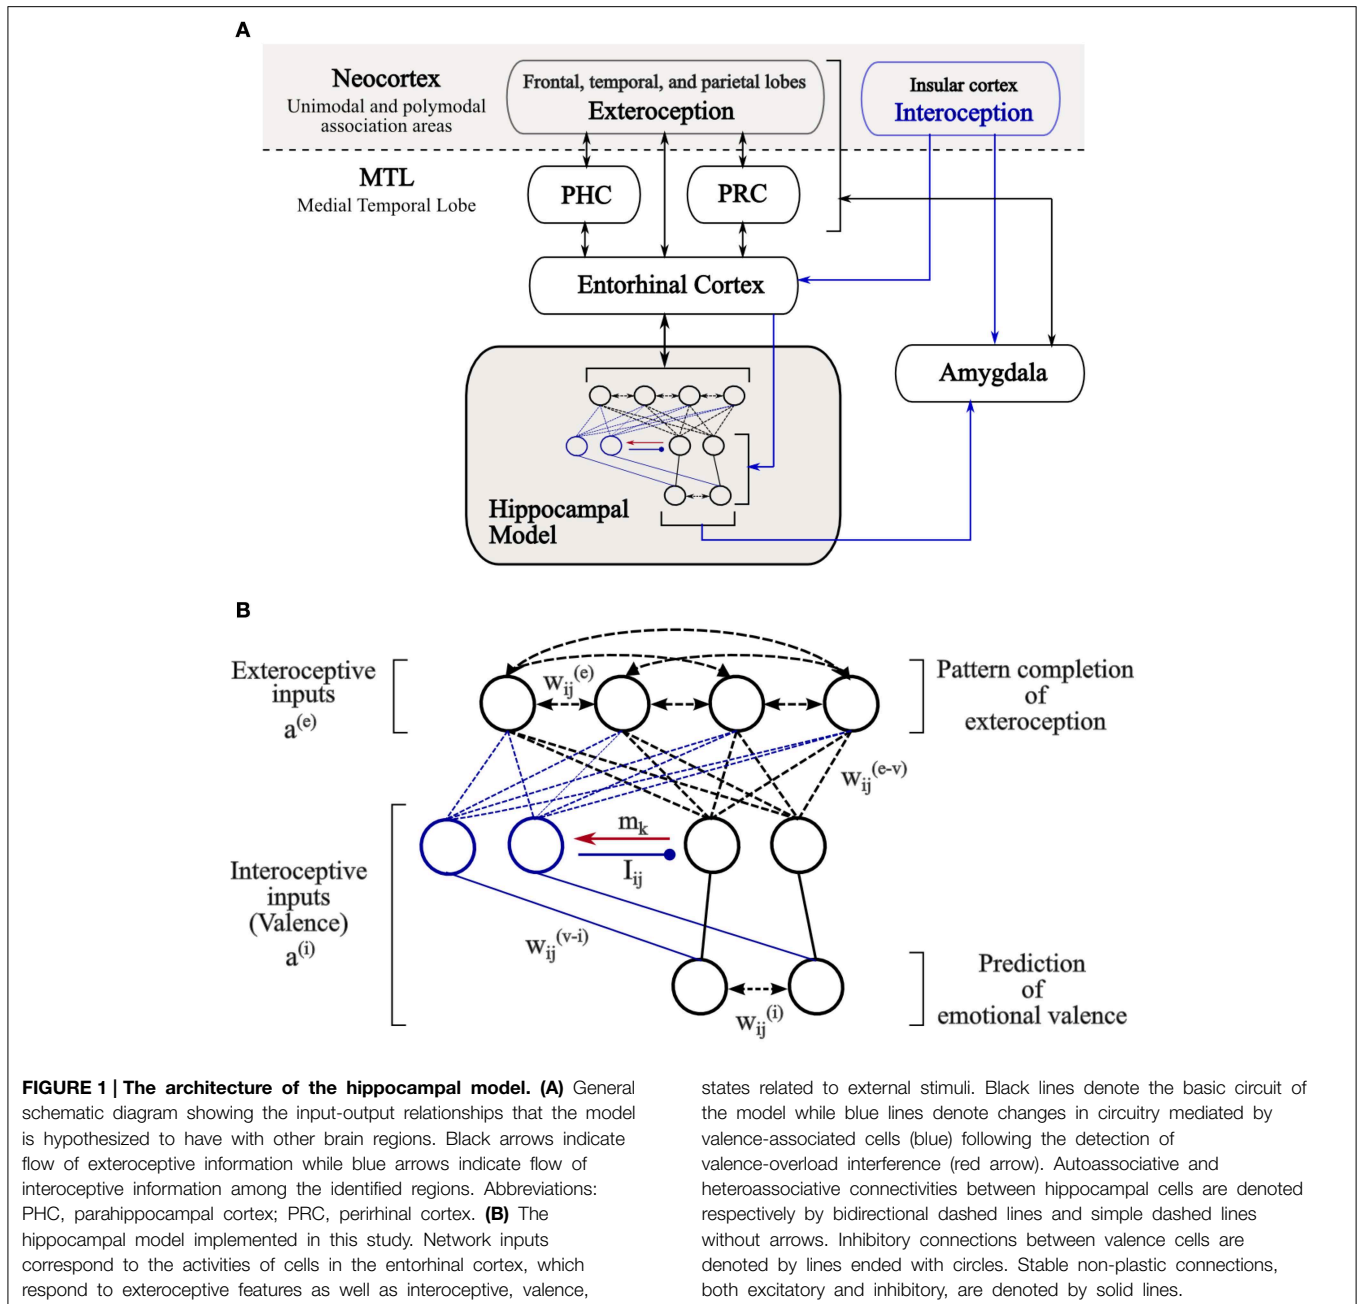 A
Neocortex
Unimodal and polymodal
association areas
Frontal, temporal, and parietal lobes
Exteroception
Insular cortex
Interoception
MTL
Medial Temporal Lobe
PHC
PRC
Entorhinal Cortex
Amygdala
Hippocampal
Model
B
Exteroceptive
inputs
a(e)
wij(e)
Pattern completion
of
exteroception
wij(e-v)
mk
Iij
Interoceptive
inputs
(Valence)
a(i)
wij(v-i)
wij(i)
Prediction
of
emotional valence
FIGURE 1 | The architecture of the hippocampal model. (A) General
schematic diagram showing the input-output relationships that the model
is hypothesized to have with other brain regions. Black arrows indicate
flow of exteroceptive information while blue arrows indicate flow of
interoceptive information among the identified regions. Abbreviations:
PHC, parahippocampal cortex; PRC, perirhinal cortex. (B) The
hippocampal model implemented in this study. Network inputs
correspond to the activities of cells in the entorhinal cortex, which
respond to exteroceptive features as well as interoceptive, valence,
states related to external stimuli. Black lines denote the basic circuit of
the model while blue lines denote changes in circuitry mediated by
valence-associated cells (blue) following the detection of
valence-overload interference (red arrow). Autoassociative and
heteroassociative connectivities between hippocampal cells are denoted
respectively by bidirectional dashed lines and simple dashed lines
without arrows. Inhibitory connections between valence cells are
denoted by lines ended with circles. Stable non-plastic connections,
both excitatory and inhibitory, are denoted by solid lines.